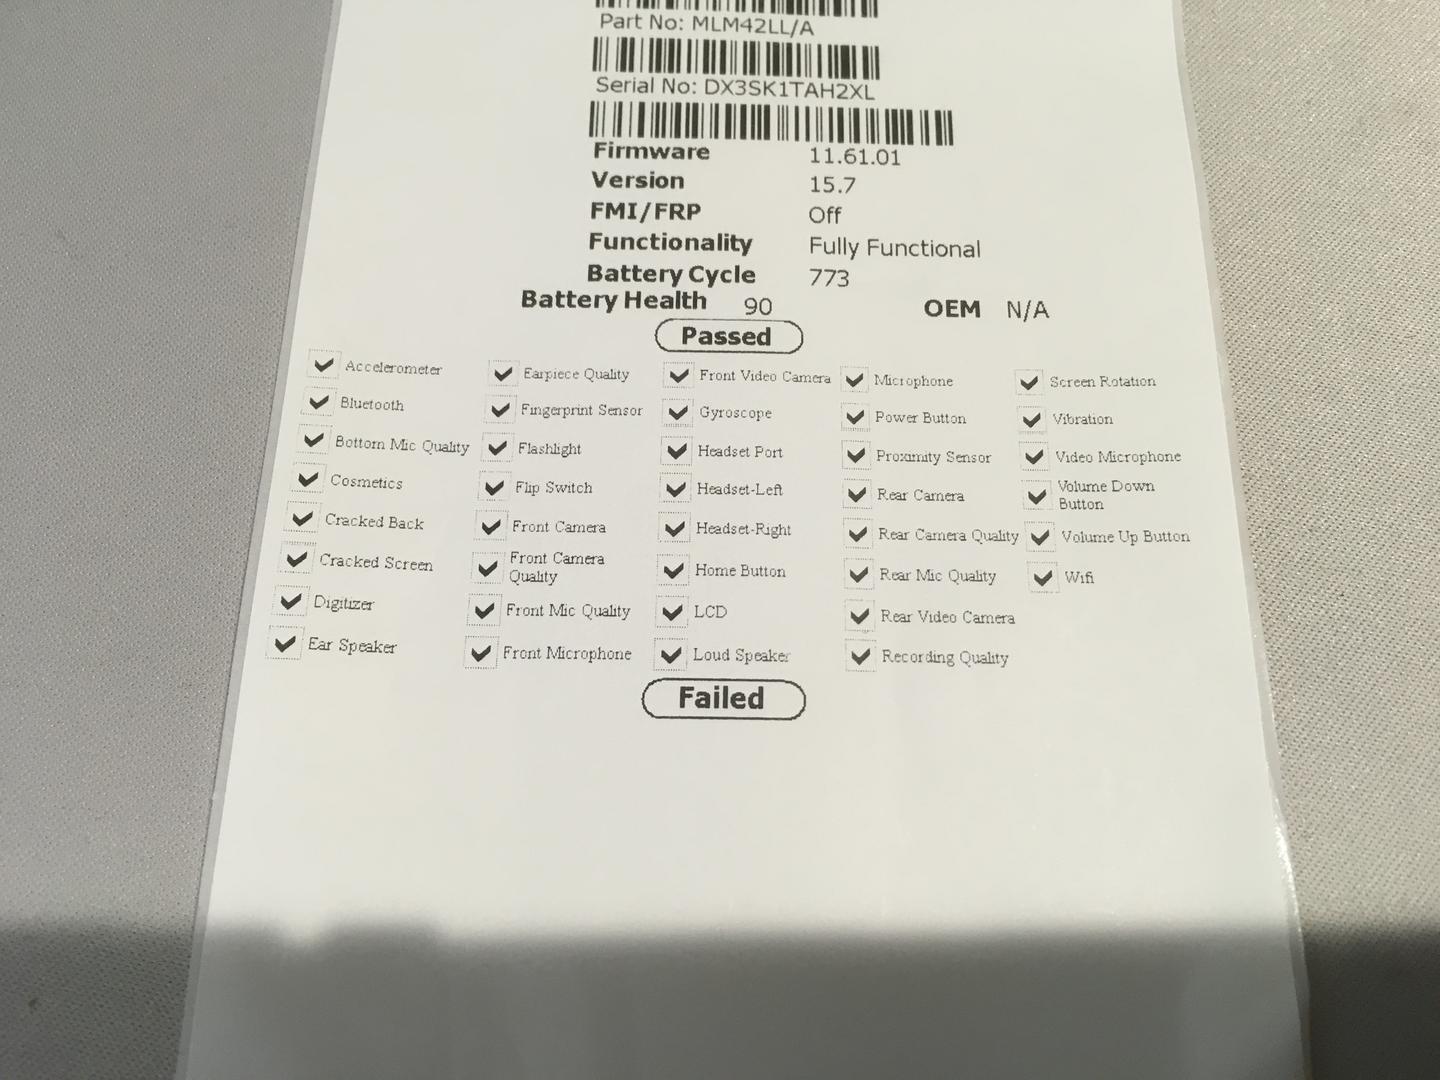 Part No: MLM42LL/A
Serial No: DX3SK1TAH2XL
Firmware 11.61.01
Version 15.7
FMI/FRP Off
Functionality Fully Functional
Battery Cycle 773
Battery Health 90 OEM N/A
Passed
Accelerometer Earpiece Quality Front Video Camera Microphone Screen Rotation
Bluetooth Fingerprint Sensor Gyroscope Power Button Vibration
Bottom Mic Quality Flashlight Headset Port Proximity Sensor Video Microphone
Cosmetics Flip Switch Headset-Left Rear Camera Volume Down Button
Cracked Back Front Camera Headset-Right Rear Camera Quality Volume Up Button
Cracked Screen Front Camera Quality Home Button Rear Mic Quality Wifi
Digitizer Front Mic Quality LCD Rear Video Camera
Ear Speaker Front Microphone Loud Speaker Recording Quality
Failed